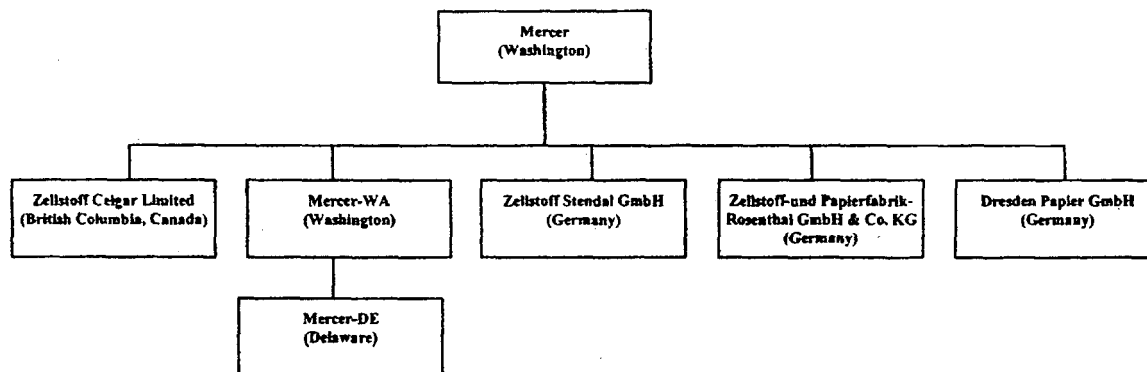 Mercer
(Washington)
Zellstoff Celgar Limited
(British Columbia, Canada)
Mercer-WA
(Washington)
Zellstoff Stendal GmbH
(Germany)
Zellstoff-und Papierfabrik-
Rosenthal GmbH & Co. KG
(Germany)
Dresden Papier GmbH
(Germany)
Mercer-DE
(Delaware)